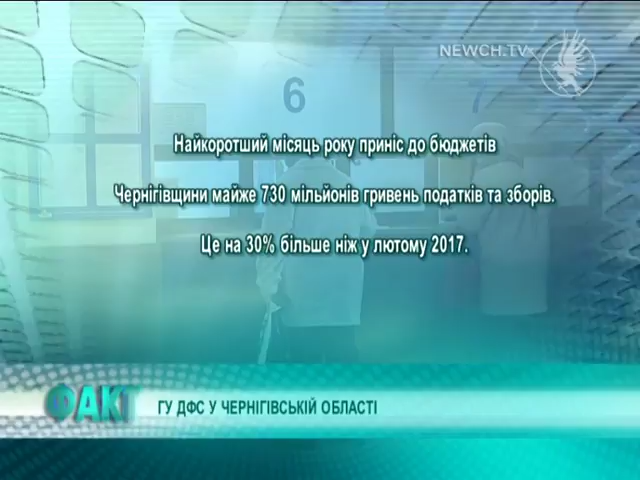 NEWCH.TV
6
7
Найкоротший місяць року приніс до бюджетів
Чернігівщини майже 730 мільйонів гривень податків та зборів.
Це на 30% більше ніж у лютому 2017.
ФАКТ
ГУ ДФС У ЧЕРНІГІВСЬКІЙ ОБЛАСТІ